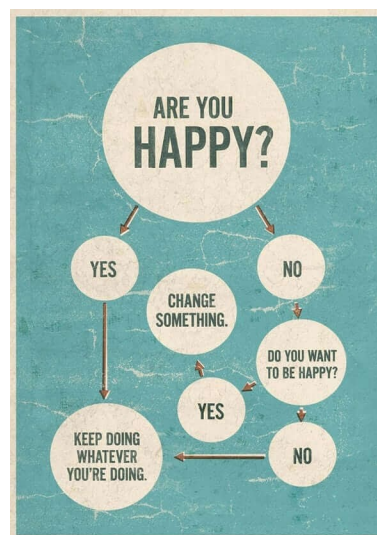 ARE YOU
HAPPY?
YES
NO
CHANGE
SOMETHING.
DO YOU WANT
TO BE HAPPY?
YES
KEEP DOING
WHATEVER
YOU'RE DOING.
NO